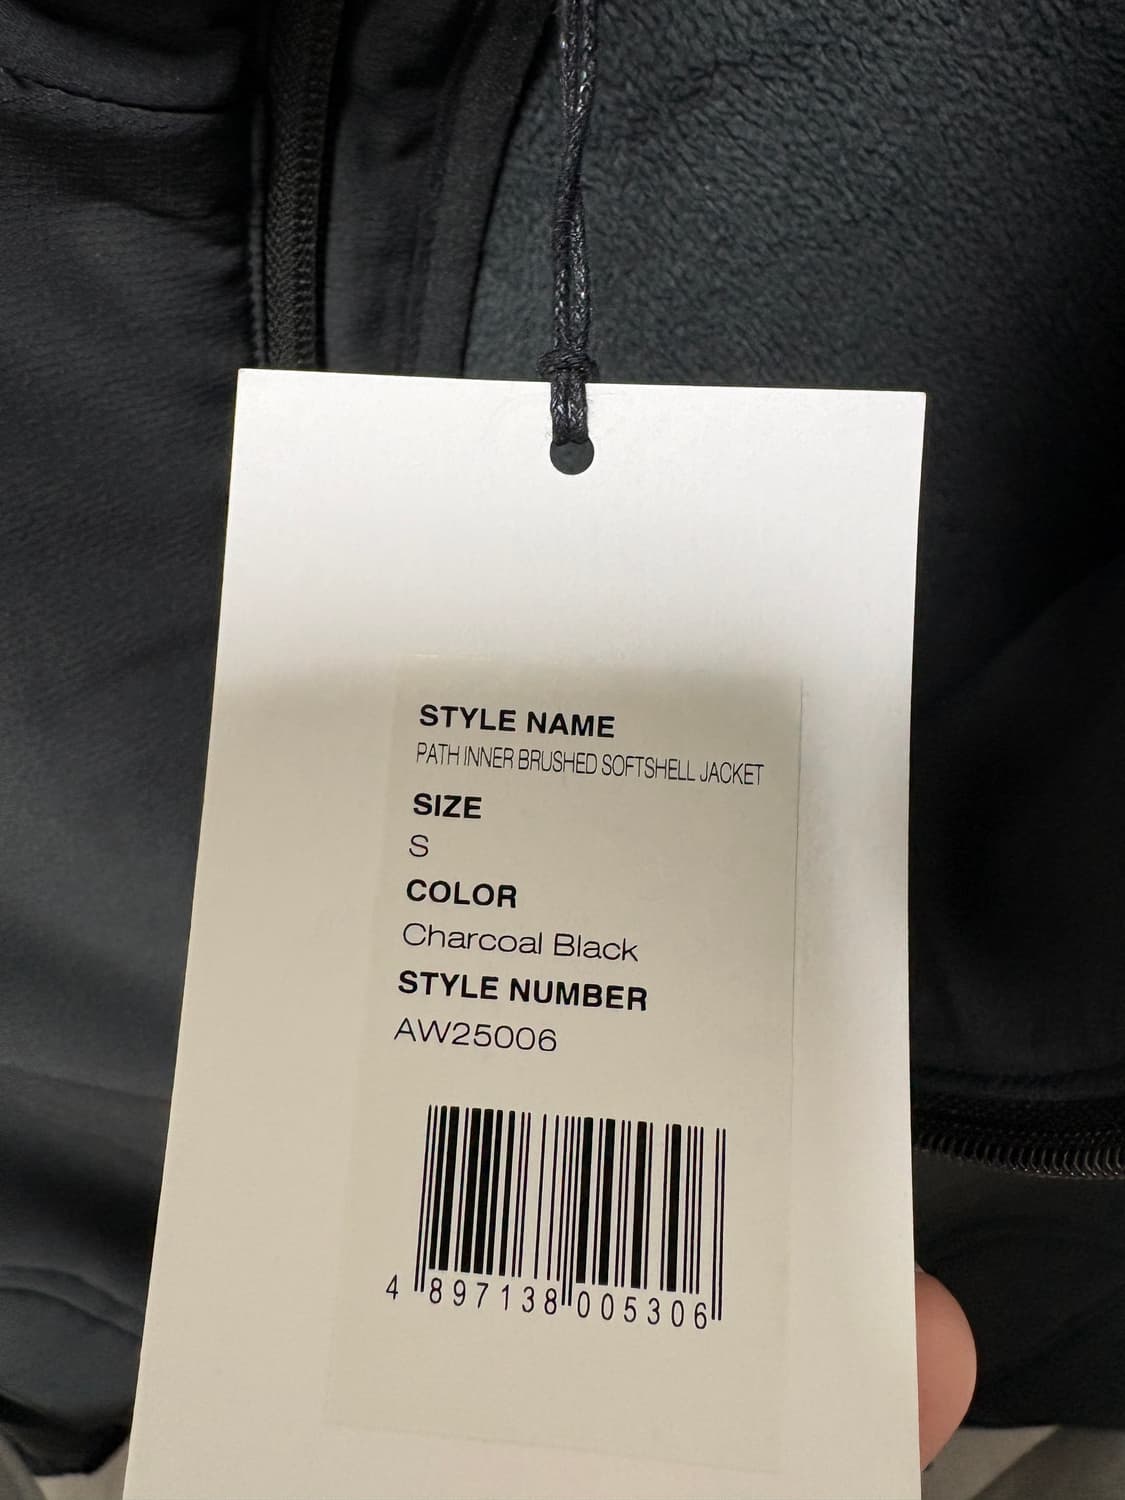 STYLE NAME
PATH INNER BRUSHED SOFTSHELL JACKET
SIZE
S
COLOR
Charcoal Black
STYLE NUMBER
AW25006
4 897138 005306